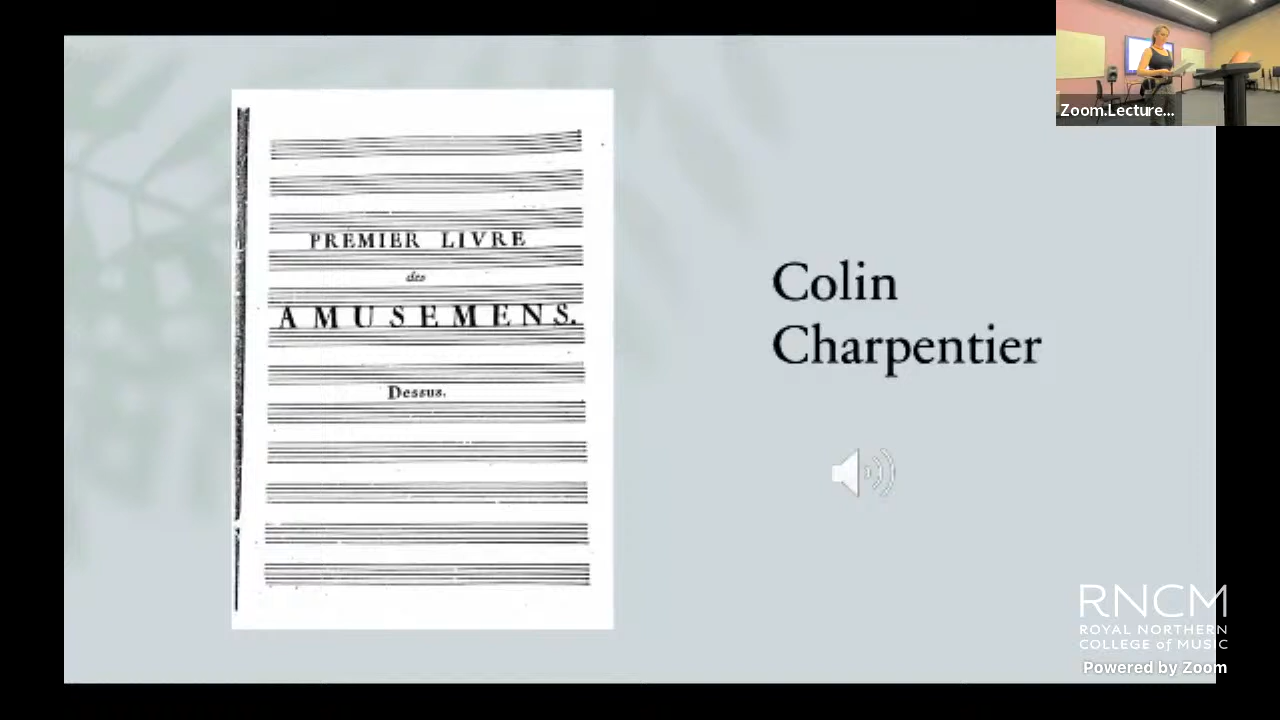 Zoom.Lecture...
PREMIER LIVRE
des
AMUSEMENS.
Dessus.
Colin
Charpentier
RNCM
ROYAL NORTHERN
COLLEGE of MUSIC
Powered by Zoom